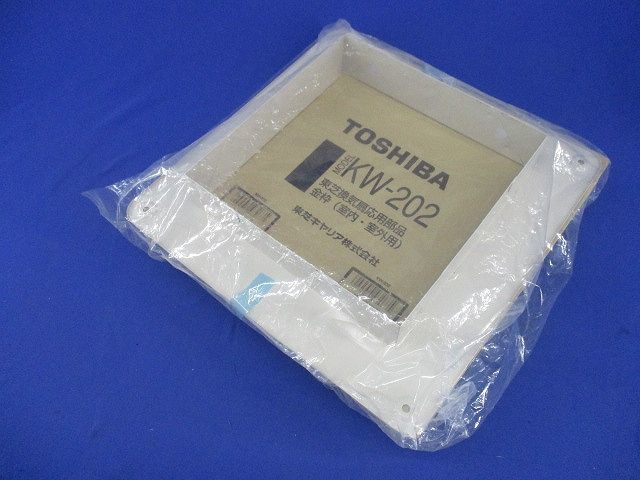 TOSHIBA
MODEL KW-202
東芝換気扇応用部品
金枠（室内・室外用）
東芝キヤリア株式会社